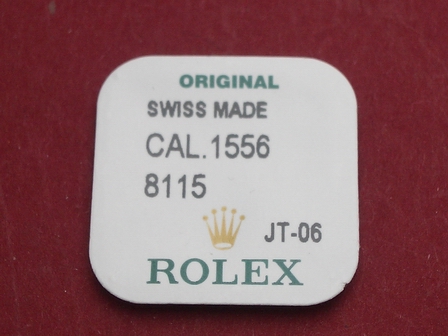 ORIGINAL
SWISS MADE
CAL.1556
8115
JT-06
ROLEX